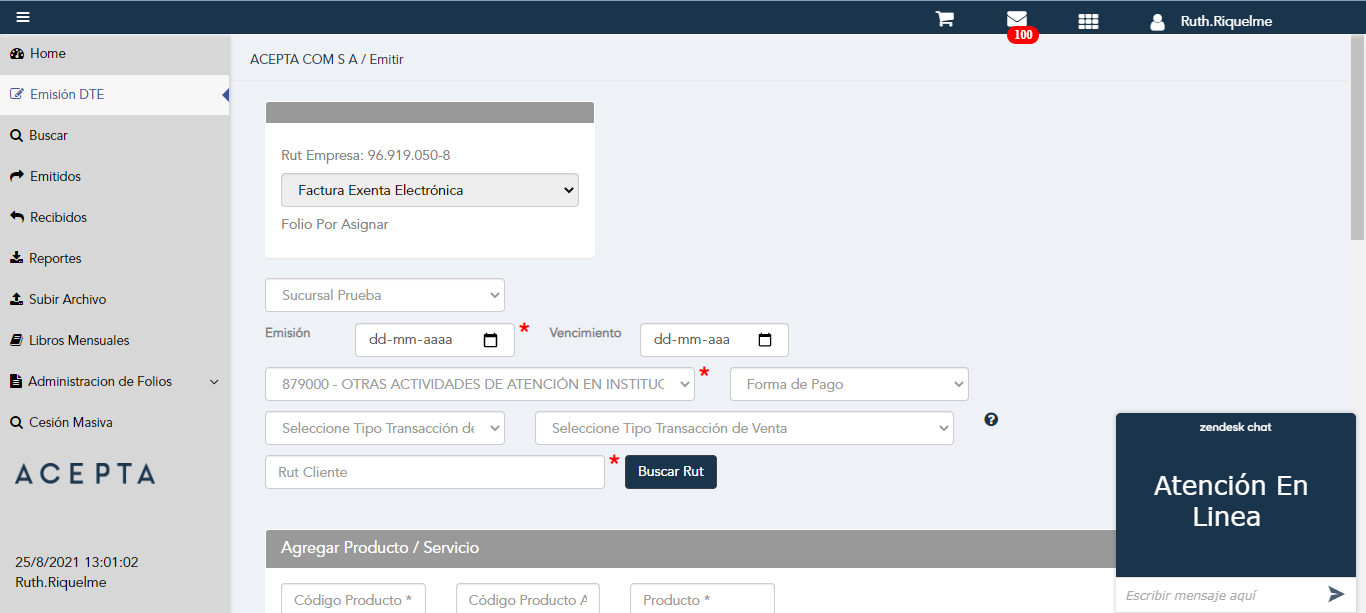 Ruth.Riquelme
100
Home
ACEPTA COM S A / Emitir
Emisión DTE
Buscar
Emitidos
Recibidos
Reportes
Subir Archivo
Libros Mensuales
Administracion de Folios
Cesión Masiva
ACEPTA
25/8/2021 13:01:02
Ruth.Riquelme
Rut Empresa: 96.919.050-8
Factura Exenta Electrónica
Folio Por Asignar
Sucursal Prueba
Emisión dd-mm-aaaa * Vencimiento dd-mm-aaa
879000 - OTRAS ACTIVIDADES DE ATENCIÓN EN INSTITUC * Forma de Pago
Seleccione Tipo Transacción de Seleccione Tipo Transacción de Venta ?
Rut Cliente * Buscar Rut
Agregar Producto / Servicio
Código Producto * Código Producto A Producto *
zendesk chat
Atención En
Linea
Escribir mensaje aquí